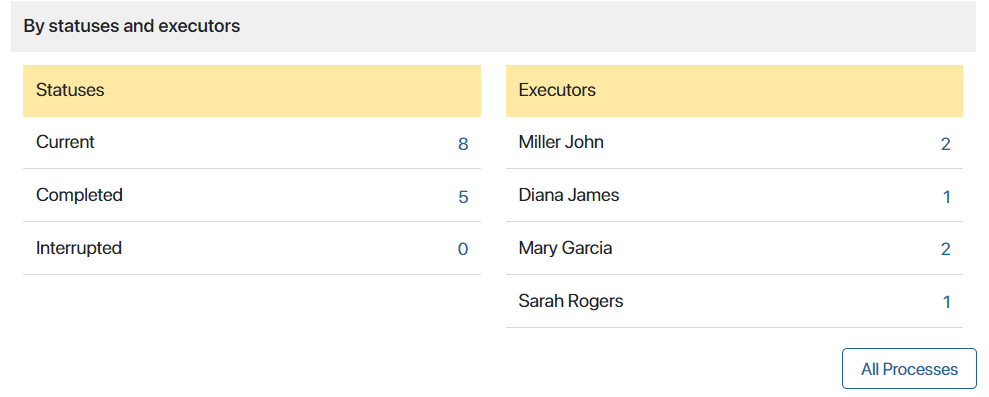 By statuses and executors
Statuses
Current 8
Completed 5
Interrupted 0
Executors
Miller John 2
Diana James 1
Mary Garcia 2
Sarah Rogers 1
All Processes